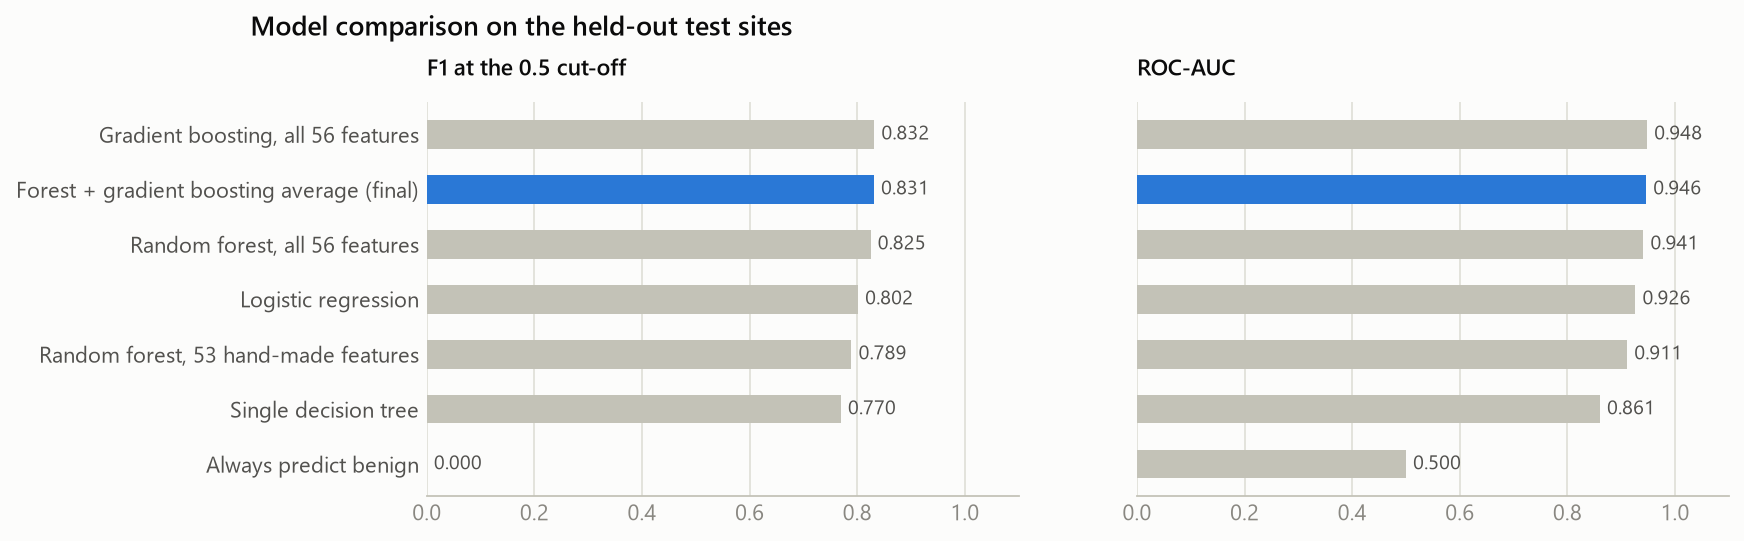 Model comparison on the held-out test sites
F1 at the 0.5 cut-off
Gradient boosting, all 56 features 0.832
Forest + gradient boosting average (final) 0.831
Random forest, all 56 features 0.825
Logistic regression 0.802
Random forest, 53 hand-made features 0.789
Single decision tree 0.770
Always predict benign 0.000
0.0 0.2 0.4 0.6 0.8 1.0
ROC-AUC
0.948
0.946
0.941
0.926
0.911
0.861
0.500
0.0 0.2 0.4 0.6 0.8 1.0